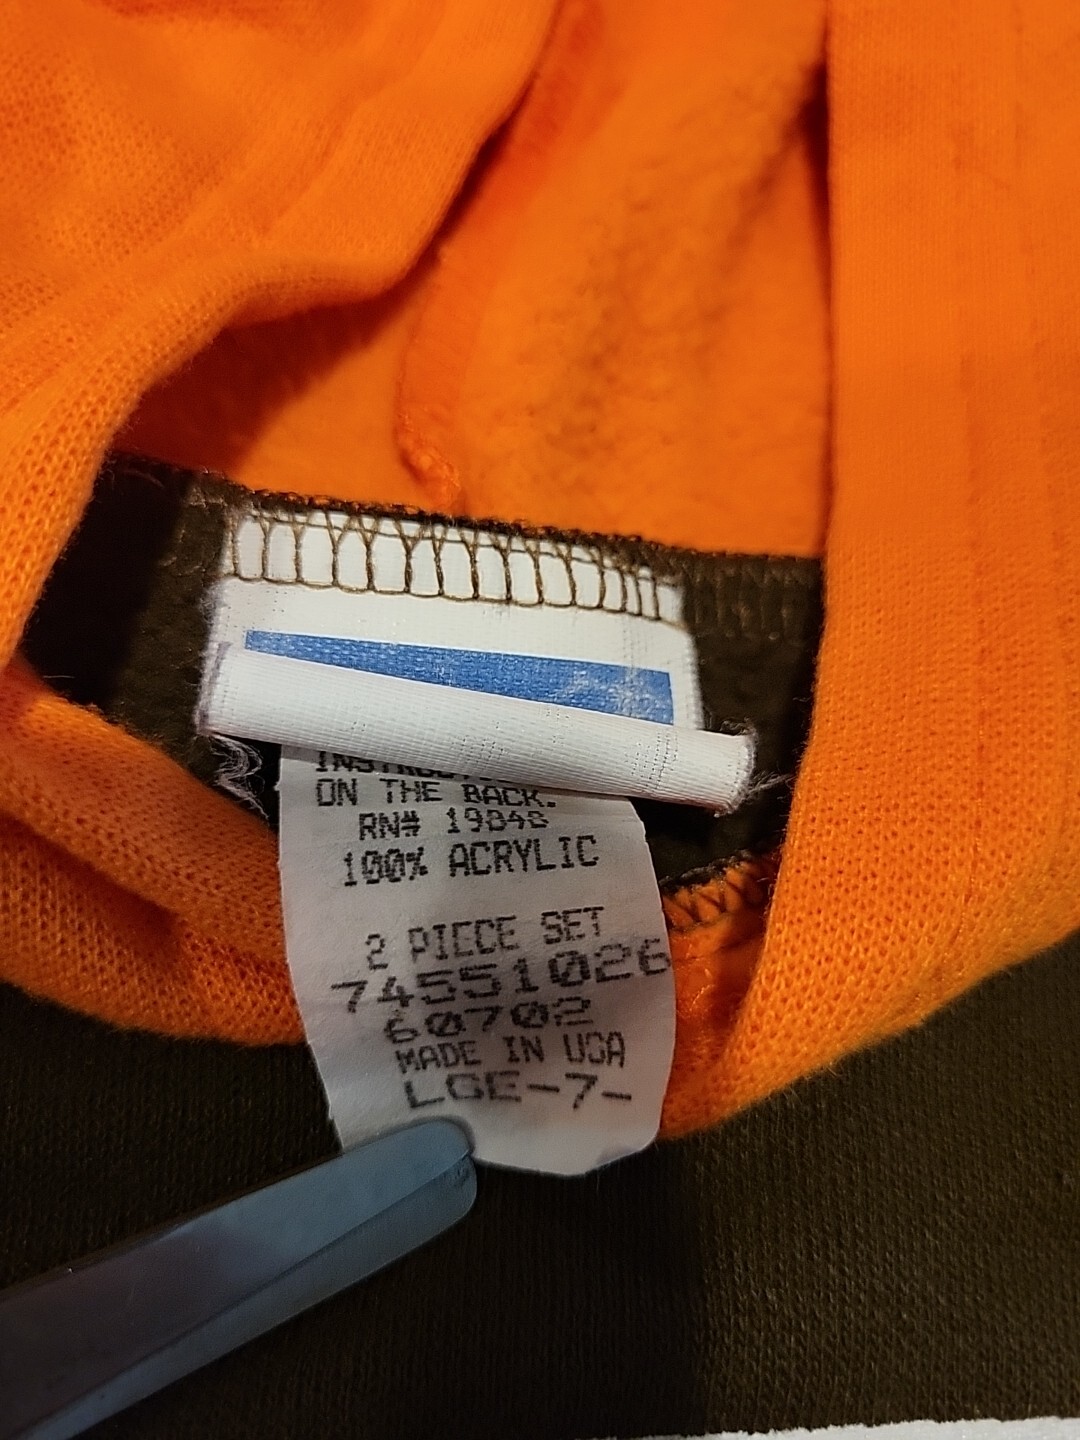 ON THE BACK.
RN# 19848
100% ACRYLIC
2 PIECE SET
74551026
60702
MADE IN USA
LGE-7-